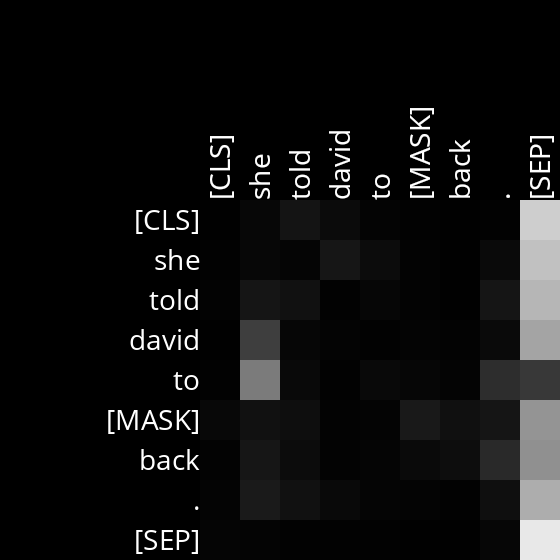 [CLS] she told david to [MASK] back . [SEP]
[CLS]
she
told
david
to
[MASK]
back
.
[SEP]